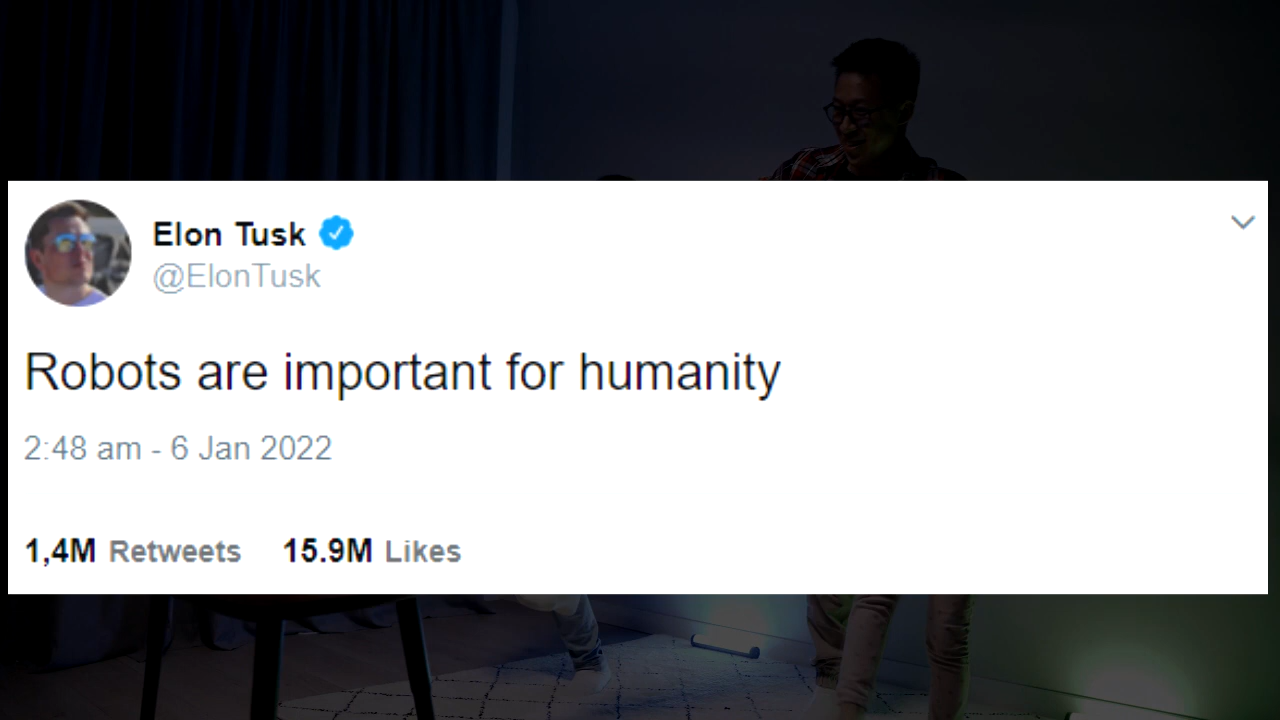 Elon Tusk
@ElonTusk
Robots are important for humanity
2:48 am - 6 Jan 2022
1,4M Retweets 15.9M Likes